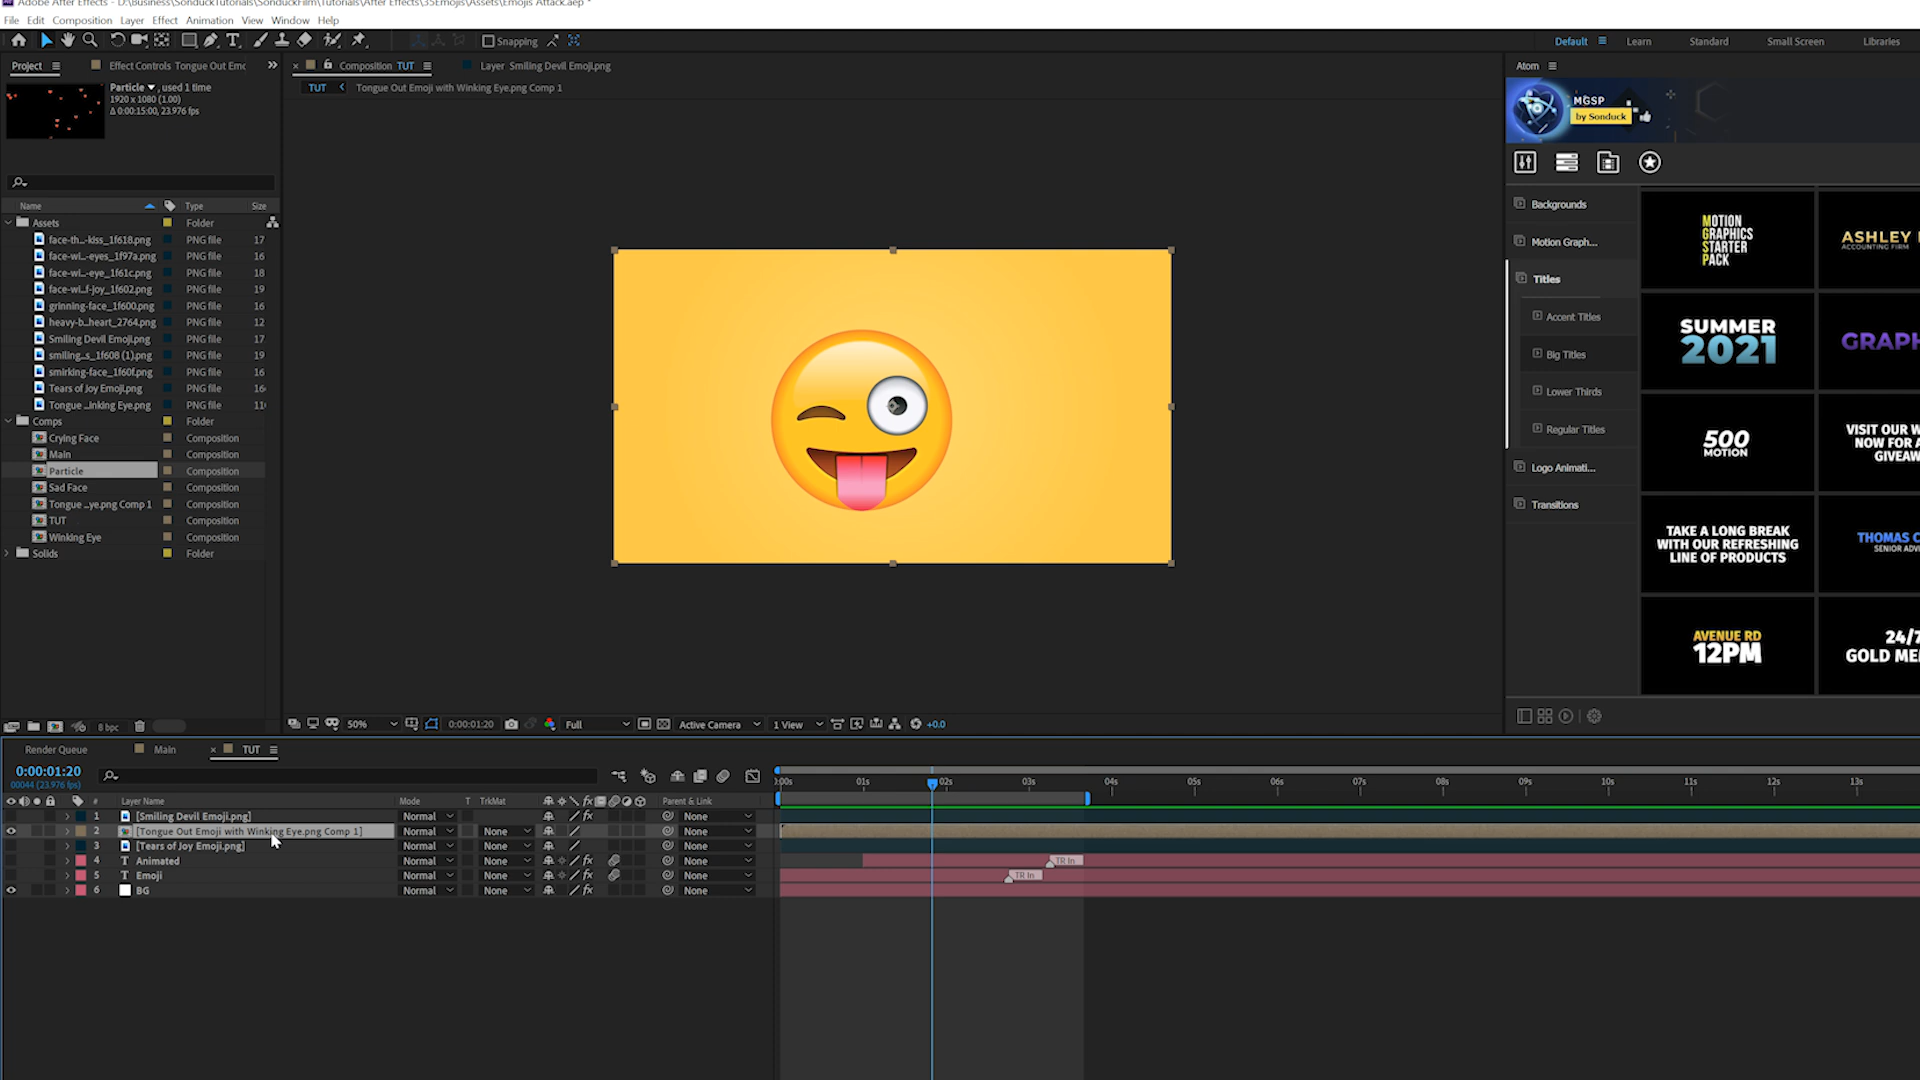 Adobe After Effects - D:\Business\SonduckTutorials\SonduckFilm\Tutorials\After Effects\35Emojis\Assets\Emojis Attack.aep *
File Edit Composition Layer Effect Animation View Window Help
Snapping
Default Learn Standard Small Screen Libraries
Project Effect Controls Tongue Out Emc
Composition TUT Layer Smiling Devil Emoji.png
Atom
Particle , used 1 time
1920 x 1080 (1.00)
Δ 0:00:15:00, 23.976 fps
TUT Tongue Out Emoji with Winking Eye.png Comp 1
MGSP
by Sonduck
Name Type Size
Assets Folder
face-th...-kiss_1f618.png PNG file 17
face-wi...-eyes_1f97a.png PNG file 16
face-wi...-eye_1f61c.png PNG file 18
face-wi...f-joy_1f602.png PNG file 19
grinning-face_1f600.png PNG file 16
heavy-b...heart_2764.png PNG file 12
Smiling Devil Emoji.png PNG file 17
smiling...s_1f608 (1).png PNG file 19
smirking-face_1f60f.png PNG file 16
Tears of Joy Emoji.png PNG file 16
Tongue ...inking Eye.png PNG file 11
Comps Folder
Crying Face Composition
Main Composition
Particle Composition
Sad Face Composition
Tongue ...ye.png Comp 1 Composition
TUT Composition
Winking Eye Composition
Solids Folder
Backgrounds
Motion Graph...
Titles
Accent Titles
Big Titles
Lower Thirds
Regular Titles
Logo Animati...
Transitions
MOTION
GRAPHICS
STARTER
PACK
ASHLEY
ACCOUNTING FIRM
SUMMER
2021
GRAPH
500
MOTION
VISIT OUR W
NOW FOR A
GIVEAW
TAKE A LONG BREAK
WITH OUR REFRESHING
LINE OF PRODUCTS
THOMAS C
SENIOR ADV
AVENUE RD
12PM
24/7
GOLD ME
8 bpc
50% 0:00:01:20 Full Active Camera 1 View +0.0
Render Queue Main TUT
0:00:01:20
00044 (23.976 fps)
:00s 01s 02s 03s 04s 05s 06s 07s 08s 09s 10s 11s 12s 13s
# Layer Name Mode T TrkMat Parent & Link
1 [Smiling Devil Emoji.png] Normal None
2 [Tongue Out Emoji with Winking Eye.png Comp 1] Normal None None
3 [Tears of Joy Emoji.png] Normal None None
4 T Animated Normal None None TR In
5 T Emoji Normal None None TR In
6 BG Normal None None